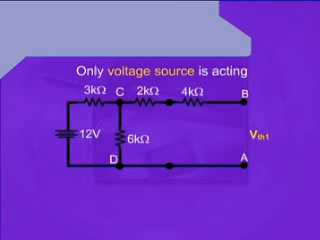 Only voltage source is acting
3kΩ C 2kΩ 4kΩ B
12V 6kΩ Vth1
D A